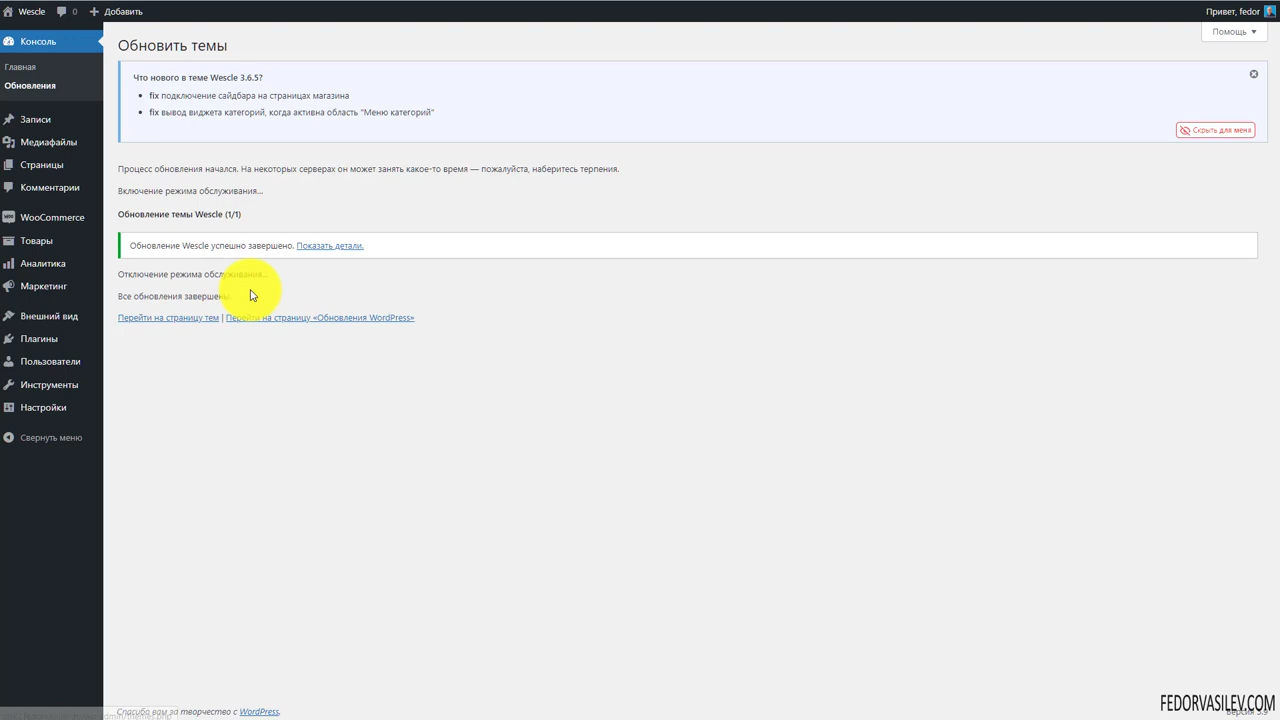 Wescle 0 Добавить Привет, fedor
Консоль
Главная
Обновления
Записи
Медиафайлы
Страницы
Комментарии
WooCommerce
Товары
Аналитика
Маркетинг
Внешний вид
Плагины
Пользователи
Инструменты
Настройки
Свернуть меню
Помощь
Обновить темы
Что нового в теме Wescle 3.6.5?
fix подключение сайдбара на страницах магазина
fix вывод виджета категорий, когда активна область "Меню категорий"
Скрыть для меня
Процесс обновления начался. На некоторых серверах он может занять какое-то время — пожалуйста, наберитесь терпения.
Включение режима обслуживания...
Обновление темы Wescle (1/1)
Обновление Wescle успешно завершено. Показать детали.
Отключение режима обслуживания...
Все обновления завершены.
Перейти на страницу тем | Перейти на страницу «Обновления WordPress»
Спасибо вам за творчество с WordPress.
FEDORVASILEV.COM